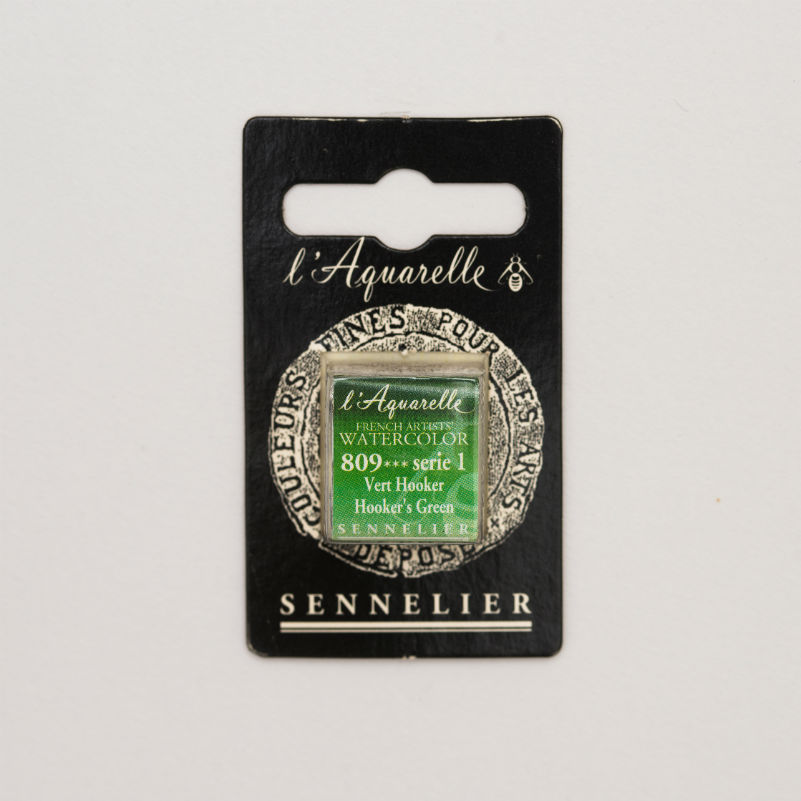 l'Aquarelle
COULEURS FINES POUR LES ARTS
l'Aquarelle
FRENCH ARTISTS'
WATERCOLOR
809*** serie 1
Vert Hooker
Hooker's Green
SENNELIER
DEPOSE
SENNELIER